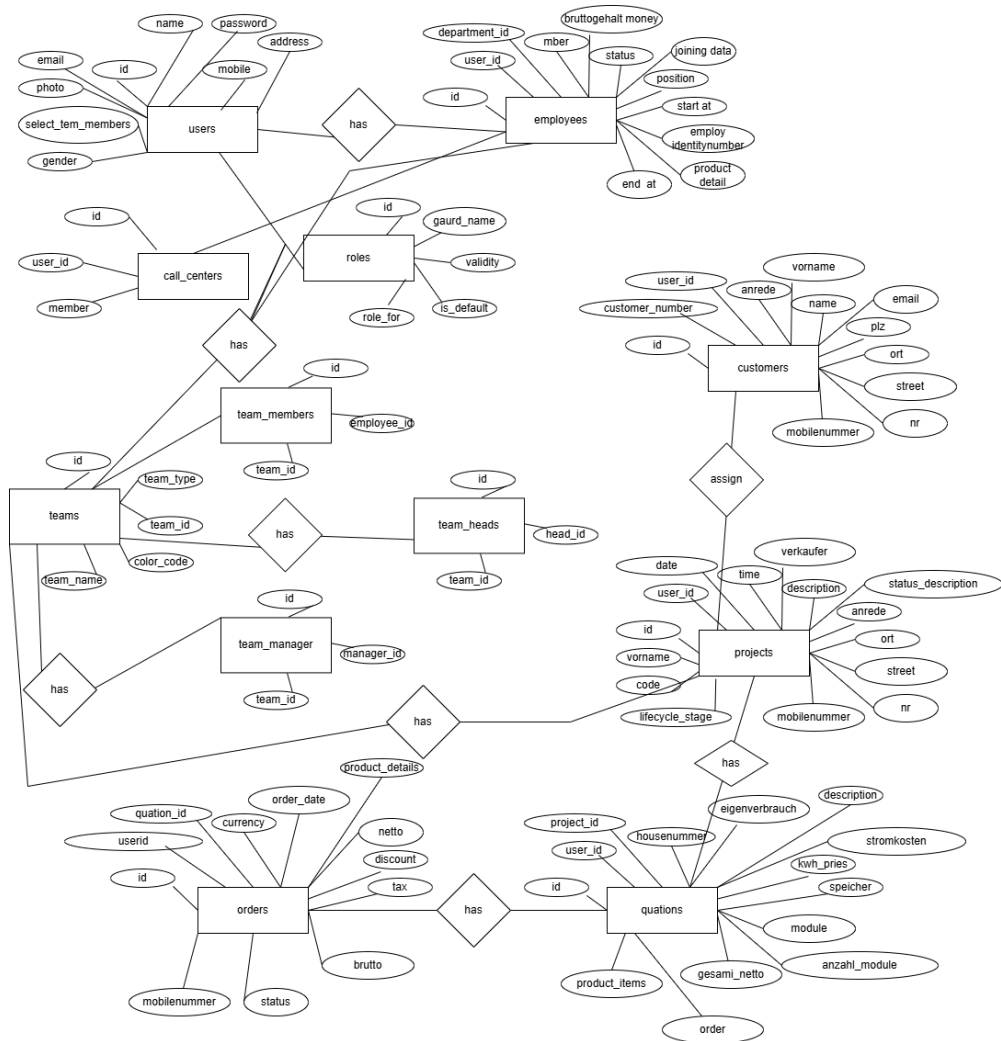 name
password
bruttogehalt money
department_id
mber
address
status
joining data
email
id
mobile
user_id
position
photo
id
start at
select_tem_members
users
has
employees
employ
identitynumber
gender
product
detail
end  at
id
id
gaurd_name
user_id
call_centers
roles
validity
vorname
member
role_for
is_default
user_id
anrede
name
email
customer_number
plz
has
id
customers
ort
id
street
team_members
employee_id
nr
mobilenummer
id
team_id
team_type
id
assign
teams
team_id
has
team_heads
head_id
color_code
verkaufer
team_name
team_id
date
time
description
status_description
id
user_id
anrede
id
ort
team_manager
manager_id
vorname
projects
street
has
code
team_id
nr
lifecycle_stage
mobilenummer
has
product_details
has
order_date
description
quation_id
currency
eigenverbrauch
project_id
housenummer
userid
netto
user_id
stromkosten
discount
kwh_pries
id
tax
id
speicher
orders
has
quations
module
brutto
anzahl_module
gesami_netto
product_items
mobilenummer
status
order